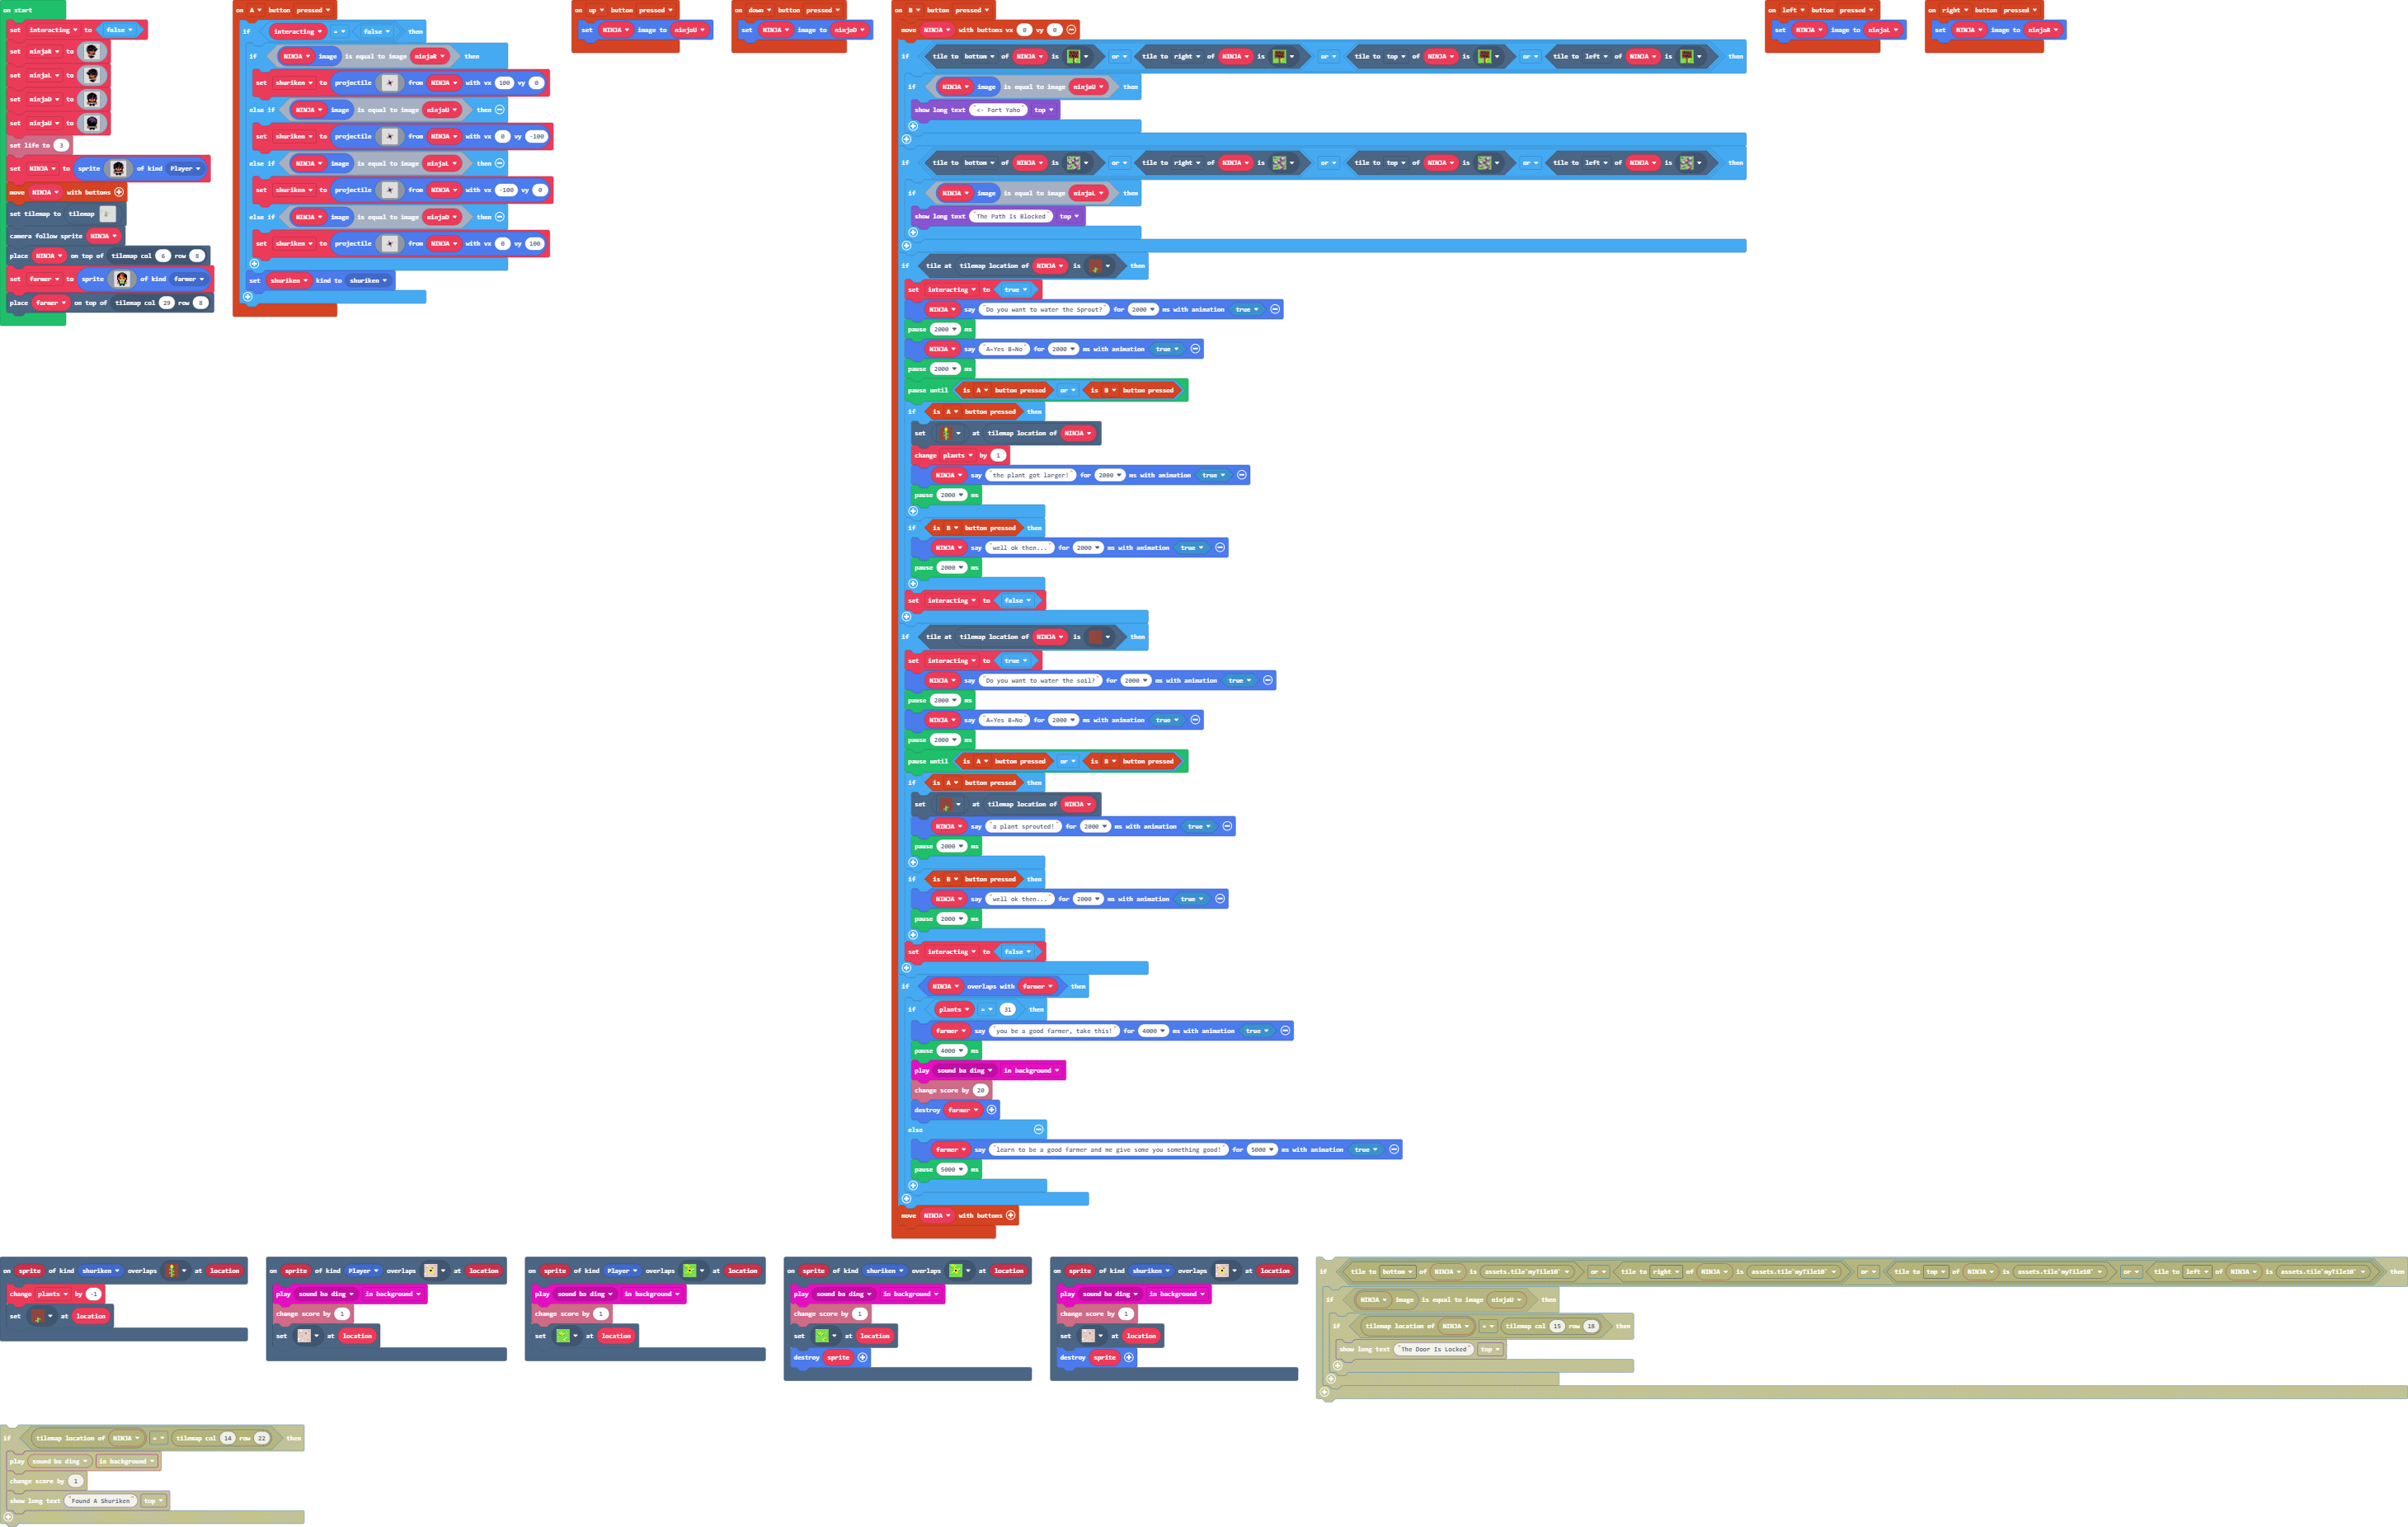 on start
set interacting to false
set ninjaR to
set ninjaL to
set ninjaD to
set ninjaU to
set life to 3
set NINJA to sprite of kind Player
move NINJA with buttons
set tilemap to tilemap
camera follow sprite NINJA
place NINJA on top of tilemap col 6 row 8
set farmer to sprite of kind farmer
place farmer on top of tilemap col 29 row 8
on A button pressed
if interacting = false then
if NINJA image is equal to image ninjaR then
set shuriken to projectile from NINJA with vx 100 vy 0
else if NINJA image is equal to image ninjaU then
set shuriken to projectile from NINJA with vx 0 vy -100
else if NINJA image is equal to image ninjaL then
set shuriken to projectile from NINJA with vx -100 vy 0
else if NINJA image is equal to image ninjaD then
set shuriken to projectile from NINJA with vx 0 vy 100
set shuriken kind to shuriken
on up button pressed
set NINJA image to ninjaU
on down button pressed
set NINJA image to ninjaD
on B button pressed
move NINJA with buttons vx 0 vy 0
if tile to bottom of NINJA is or tile to right of NINJA is or tile to top of NINJA is or tile to left of NINJA is then
if NINJA image is equal to image ninjaU then
show long text "<- Fort Yaho" top
if tile to bottom of NINJA is or tile to right of NINJA is or tile to top of NINJA is or tile to left of NINJA is then
if NINJA image is equal to image ninjaL then
show long text "The Path Is Blocked" top
if tile at tilemap location of NINJA is then
set interacting to true
NINJA say "Do you want to water the Sprout?" for 2000 ms with animation true
pause 2000 ms
NINJA say "A=Yes B=No" for 2000 ms with animation true
pause 2000 ms
pause until is A button pressed or is B button pressed
if is A button pressed then
set at tilemap location of NINJA
change plants by 1
NINJA say "the plant got larger!" for 2000 ms with animation true
pause 2000 ms
if is B button pressed then
NINJA say "well ok then..." for 2000 ms with animation true
pause 2000 ms
set interacting to false
if tile at tilemap location of NINJA is then
set interacting to true
NINJA say "Do you want to water the soil?" for 2000 ms with animation true
pause 2000 ms
NINJA say "A=Yes B=No" for 2000 ms with animation true
pause 2000 ms
pause until is A button pressed or is B button pressed
if is A button pressed then
set at tilemap location of NINJA
NINJA say "a plant sprouted!" for 2000 ms with animation true
pause 2000 ms
if is B button pressed then
NINJA say "well ok then..." for 2000 ms with animation true
pause 2000 ms
set interacting to false
if NINJA overlaps with farmer then
if plants = 31 then
farmer say "you be a good farmer, take this!" for 4000 ms with animation true
pause 4000 ms
play sound ba ding in background
change score by 20
destroy farmer
else
farmer say "learn to be a good farmer and me give some you something good!" for 5000 ms with animation true
pause 5000 ms
move NINJA with buttons
on left button pressed
set NINJA image to ninjaL
on right button pressed
set NINJA image to ninjaR
on sprite of kind shuriken overlaps at location
change plants by -1
set at location
on sprite of kind Player overlaps at location
play sound ba ding in background
change score by 1
set at location
on sprite of kind Player overlaps at location
play sound ba ding in background
change score by 1
set at location
on sprite of kind shuriken overlaps at location
play sound ba ding in background
change score by 1
set at location
destroy sprite
on sprite of kind shuriken overlaps at location
play sound ba ding in background
change score by 1
set at location
destroy sprite
if tile to bottom of NINJA is assets.tile`myTile10` or tile to right of NINJA is assets.tile`myTile10` or tile to top of NINJA is assets.tile`myTile10` or tile to left of NINJA is assets.tile`myTile10` then
if NINJA image is equal to image ninjaU then
if tilemap location of NINJA = tilemap col 15 row 18 then
show long text "The Door Is Locked" top
if tilemap location of NINJA = tilemap col 14 row 22 then
play sound ba ding in background
change score by 1
show long text "Found A Shuriken" top